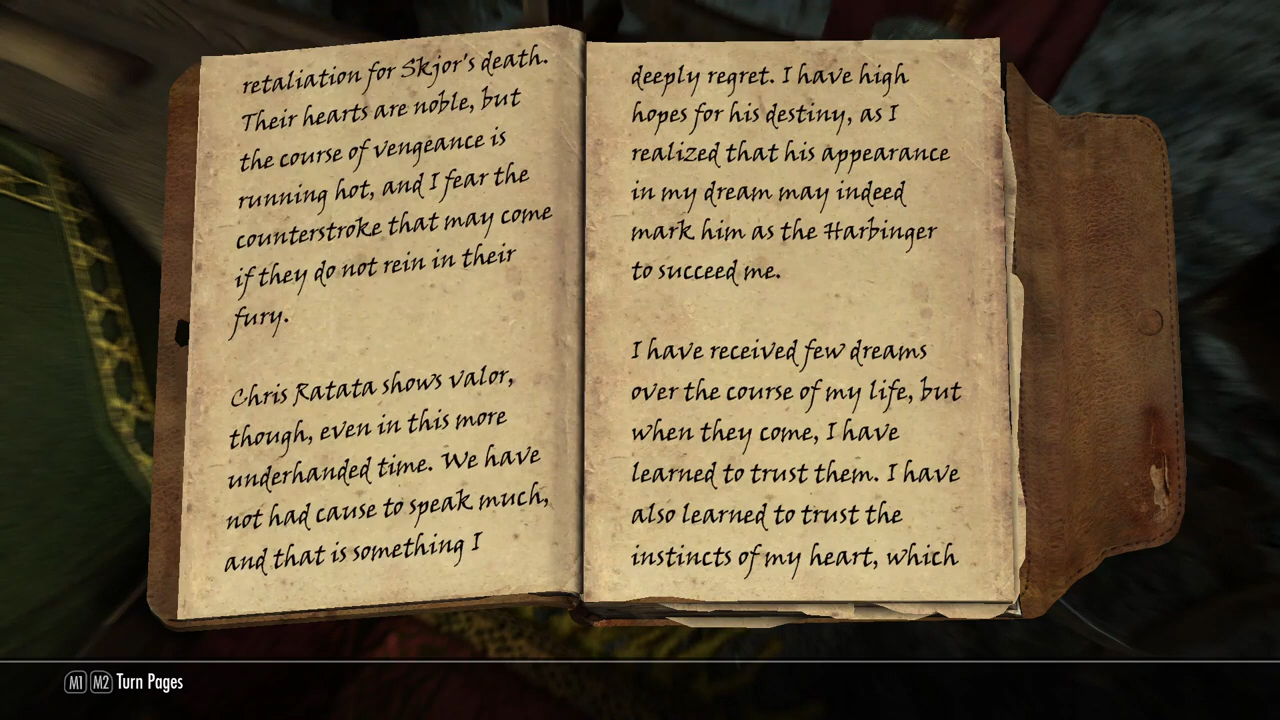 retaliation for Skjor's death.
Their hearts are noble, but
the course of vengeance is
running hot, and I fear the
counterstroke that may come
if they do not rein in their
fury.
Chris Ratata shows valor,
though, even in this more
underhanded time. We have
not had cause to speak much,
and that is something I
deeply regret. I have high
hopes for his destiny, as I
realized that his appearance
in my dream may indeed
mark him as the Harbinger
to succeed me.
I have received few dreams
over the course of my life, but
when they come, I have
learned to trust them. I have
also learned to trust the
instincts of my heart, which
M1 M2 Turn Pages